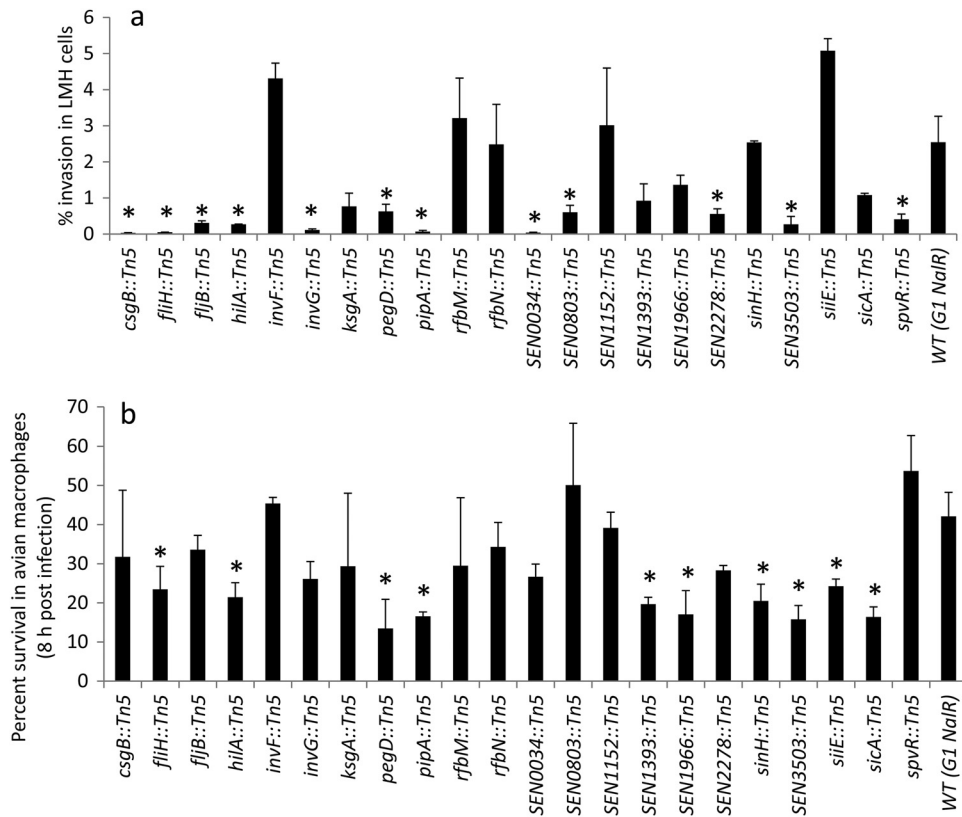 a
% invasion in LMH cells
6
5
4
3
2
1
0
* * * * * * * * * * * *
csgB::Tn5
fliH::Tn5
fljB::Tn5
hilA::Tn5
invF::Tn5
invG::Tn5
ksgA::Tn5
pegD::Tn5
pipA::Tn5
rfbM::Tn5
rfbN::Tn5
SEN0034::Tn5
SEN0803::Tn5
SEN1152::Tn5
SEN1393::Tn5
SEN1966::Tn5
SEN2278::Tn5
sinH::Tn5
SEN3503::Tn5
siiE::Tn5
sicA::Tn5
spvR::Tn5
WT (G1 NalR)
b
Percent survival in avian macrophages
(8 h post infection)
70
60
50
40
30
20
10
0
* * * * * * * * * *
csgB::Tn5
fliH::Tn5
fljB::Tn5
hilA::Tn5
invF::Tn5
invG::Tn5
ksgA::Tn5
pegD::Tn5
pipA::Tn5
rfbM::Tn5
rfbN::Tn5
SEN0034::Tn5
SEN0803::Tn5
SEN1152::Tn5
SEN1393::Tn5
SEN1966::Tn5
SEN2278::Tn5
sinH::Tn5
SEN3503::Tn5
siiE::Tn5
sicA::Tn5
spvR::Tn5
WT (G1 NalR)